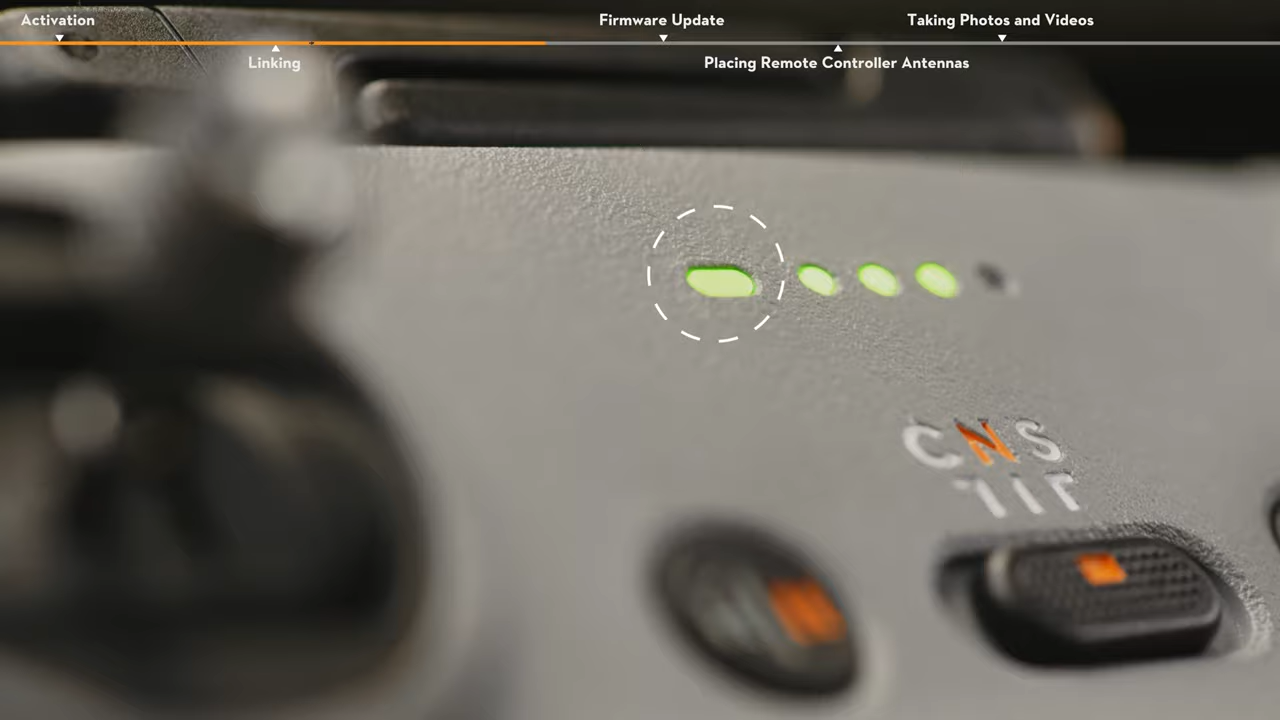 Activation
Firmware Update
Taking Photos and Videos
Linking
Placing Remote Controller Antennas
C N S